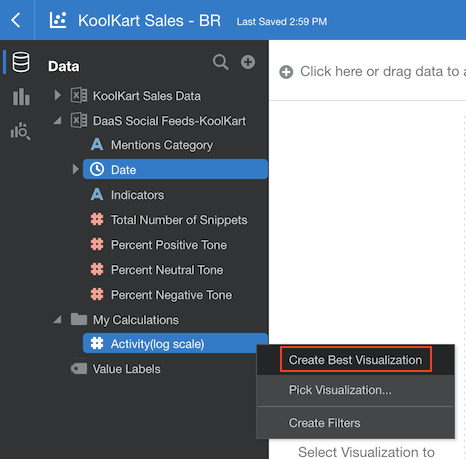 KoolKart Sales - BR
Last Saved 2:59 PM
Data
Click here or drag data to a
KoolKart Sales Data
DaaS Social Feeds-KoolKart
A Mentions Category
Date
A Indicators
# Total Number of Snippets
# Percent Positive Tone
# Percent Neutral Tone
# Percent Negative Tone
My Calculations
# Activity(log scale)
Value Labels
Create Best Visualization
Pick Visualization...
Create Filters
Select Visualization to